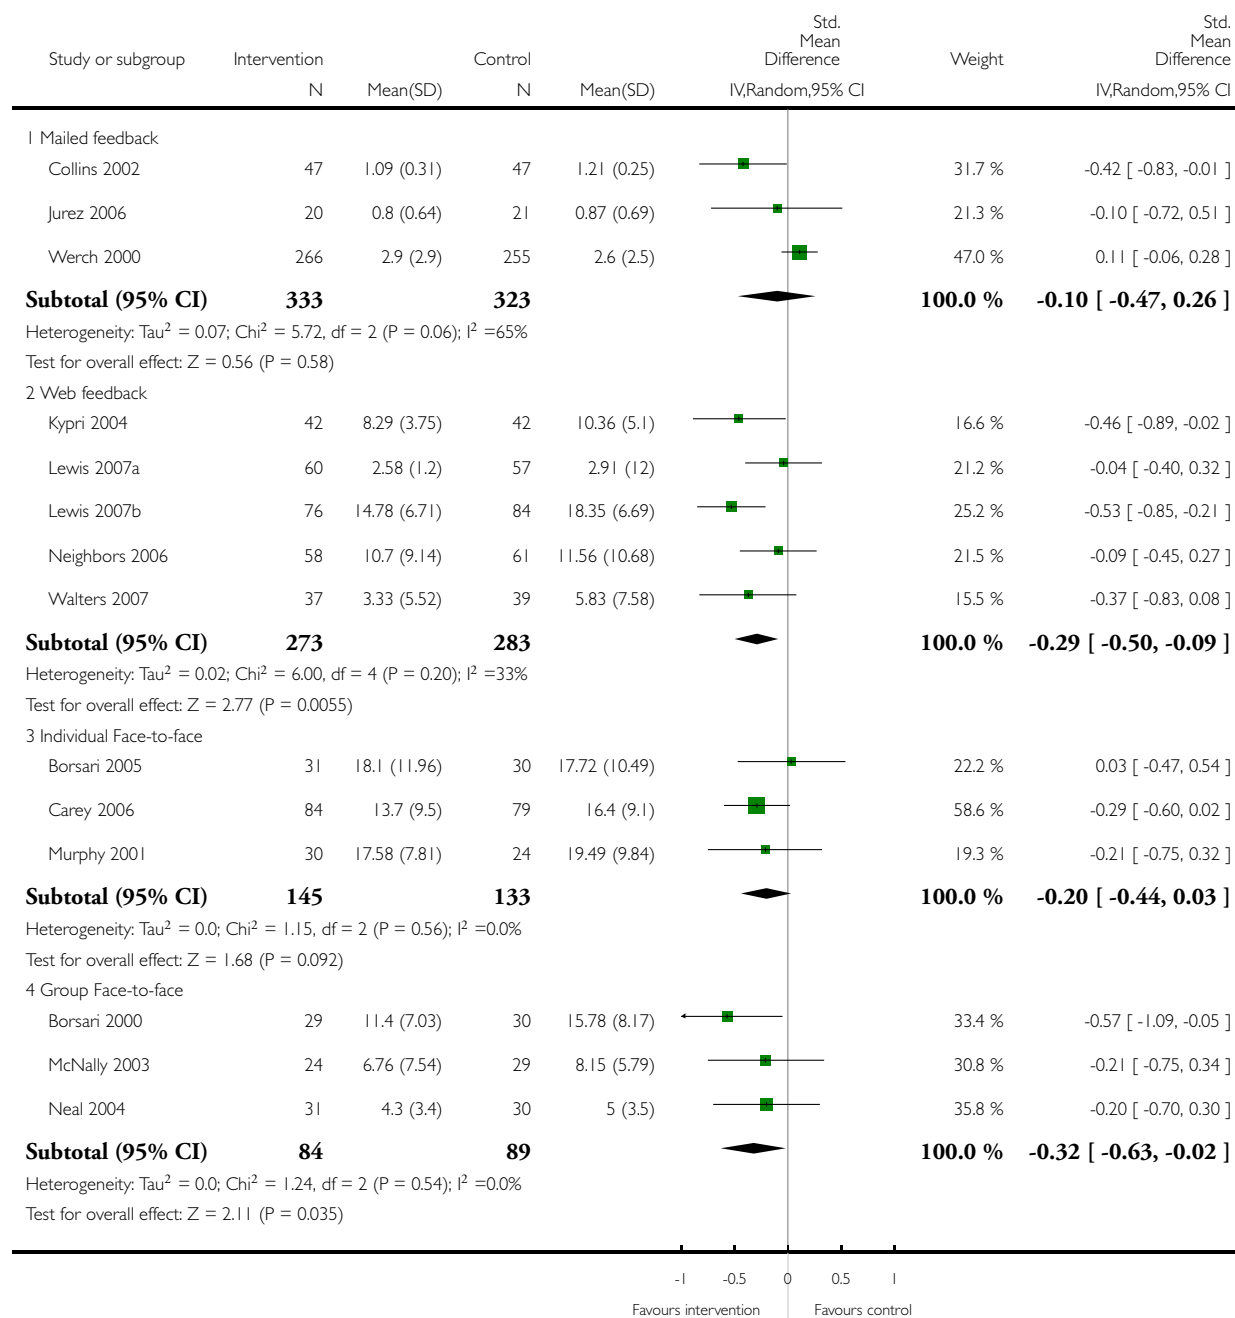 Study or subgroup Intervention Control Std. Mean Difference Weight Std. Mean Difference
N Mean(SD) N Mean(SD) IV,Random,95% CI IV,Random,95% CI
1 Mailed feedback
Collins 2002 47 1.09 (0.31) 47 1.21 (0.25) 31.7 % -0.42 [ -0.83, -0.01 ]
Jurez 2006 20 0.8 (0.64) 21 0.87 (0.69) 21.3 % -0.10 [ -0.72, 0.51 ]
Werch 2000 266 2.9 (2.9) 255 2.6 (2.5) 47.0 % 0.11 [ -0.06, 0.28 ]
Subtotal (95% CI) 333 323 100.0 % -0.10 [ -0.47, 0.26 ]
Heterogeneity: Tau² = 0.07; Chi² = 5.72, df = 2 (P = 0.06); I² =65%
Test for overall effect: Z = 0.56 (P = 0.58)
2 Web feedback
Kypri 2004 42 8.29 (3.75) 42 10.36 (5.1) 16.6 % -0.46 [ -0.89, -0.02 ]
Lewis 2007a 60 2.58 (1.2) 57 2.91 (12) 21.2 % -0.04 [ -0.40, 0.32 ]
Lewis 2007b 76 14.78 (6.71) 84 18.35 (6.69) 25.2 % -0.53 [ -0.85, -0.21 ]
Neighbors 2006 58 10.7 (9.14) 61 11.56 (10.68) 21.5 % -0.09 [ -0.45, 0.27 ]
Walters 2007 37 3.33 (5.52) 39 5.83 (7.58) 15.5 % -0.37 [ -0.83, 0.08 ]
Subtotal (95% CI) 273 283 100.0 % -0.29 [ -0.50, -0.09 ]
Heterogeneity: Tau² = 0.02; Chi² = 6.00, df = 4 (P = 0.20); I² =33%
Test for overall effect: Z = 2.77 (P = 0.0055)
3 Individual Face-to-face
Borsari 2005 31 18.1 (11.96) 30 17.72 (10.49) 22.2 % 0.03 [ -0.47, 0.54 ]
Carey 2006 84 13.7 (9.5) 79 16.4 (9.1) 58.6 % -0.29 [ -0.60, 0.02 ]
Murphy 2001 30 17.58 (7.81) 24 19.49 (9.84) 19.3 % -0.21 [ -0.75, 0.32 ]
Subtotal (95% CI) 145 133 100.0 % -0.20 [ -0.44, 0.03 ]
Heterogeneity: Tau² = 0.0; Chi² = 1.15, df = 2 (P = 0.56); I² =0.0%
Test for overall effect: Z = 1.68 (P = 0.092)
4 Group Face-to-face
Borsari 2000 29 11.4 (7.03) 30 15.78 (8.17) 33.4 % -0.57 [ -1.09, -0.05 ]
McNally 2003 24 6.76 (7.54) 29 8.15 (5.79) 30.8 % -0.21 [ -0.75, 0.34 ]
Neal 2004 31 4.3 (3.4) 30 5 (3.5) 35.8 % -0.20 [ -0.70, 0.30 ]
Subtotal (95% CI) 84 89 100.0 % -0.32 [ -0.63, -0.02 ]
Heterogeneity: Tau² = 0.0; Chi² = 1.24, df = 2 (P = 0.54); I² =0.0%
Test for overall effect: Z = 2.11 (P = 0.035)
-1 -0.5 0 0.5 1
Favours intervention Favours control